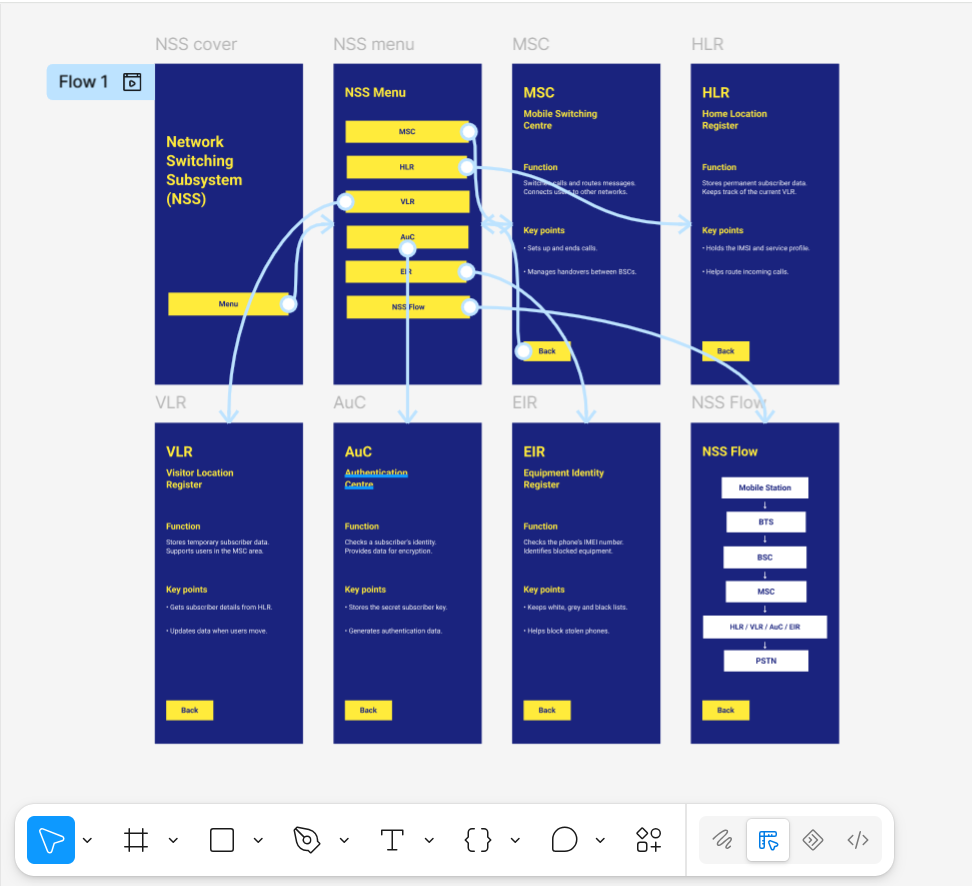 NSS cover
NSS menu
MSC
HLR
Flow 1
Network
Switching
Subsystem
(NSS)
Menu
NSS Menu
MSC
HLR
VLR
AuC
EIR
NSS Flow
MSC
Mobile Switching
Centre
Function
Switches calls and routes messages.
Connects users to other networks.
Key points
• Sets up and ends calls.
• Manages handovers between BSCs.
Back
HLR
Home Location
Register
Function
Stores permanent subscriber data.
Keeps track of the current VLR.
Key points
• Holds the IMSI and service profile.
• Helps route incoming calls.
Back
VLR
AuC
EIR
NSS Flow
VLR
Visitor Location
Register
Function
Stores temporary subscriber data.
Supports users in the MSC area.
Key points
• Gets subscriber details from HLR.
• Updates data when users move.
Back
AuC
Authentication
Centre
Function
Checks a subscriber's identity.
Provides data for encryption.
Key points
• Stores the secret subscriber key.
• Generates authentication data.
Back
EIR
Equipment Identity
Register
Function
Checks the phone's IMEI number.
Identifies blocked equipment.
Key points
• Keeps white, grey and black lists.
• Helps block stolen phones.
Back
NSS Flow
Mobile Station
↓
BTS
↓
BSC
↓
MSC
↓
HLR / VLR / AuC / EIR
↓
PSTN
Back